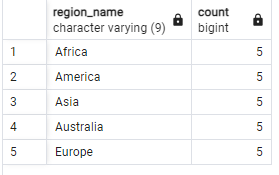 region_name count
character varying (9) bigint
1 Africa 5
2 America 5
3 Asia 5
4 Australia 5
5 Europe 5